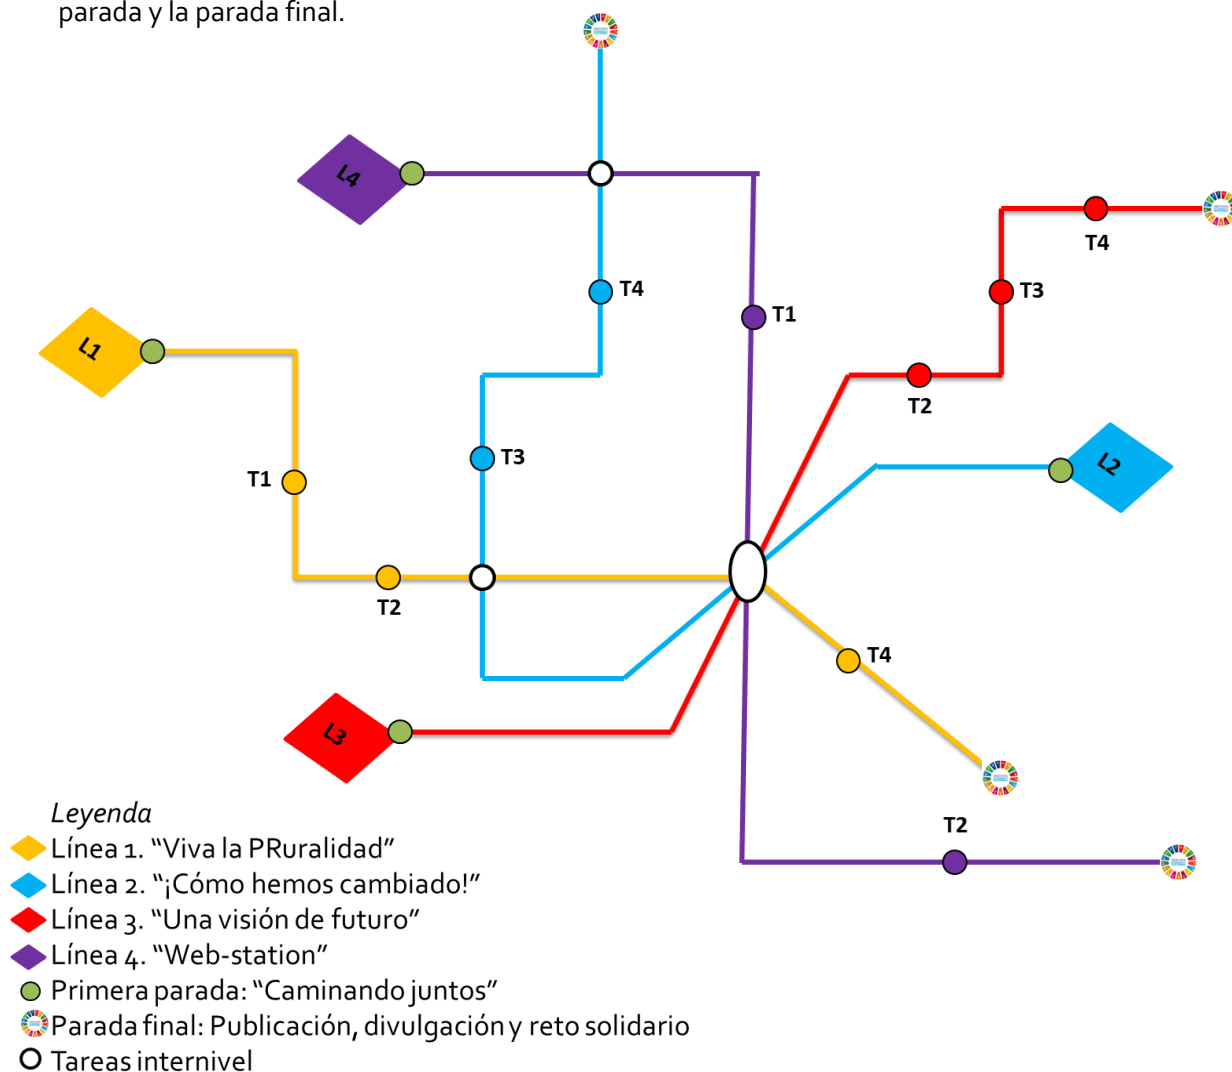 parada y la parada final.
L4
T4
T4
T3
T1
L1
T2
L2
T3
T1
T2
T4
L3
T2
Leyenda
Línea 1. “Viva la PRuralidad”
Línea 2. “¡Cómo hemos cambiado!”
Línea 3. “Una visión de futuro”
Línea 4. “Web-station”
Primera parada: “Caminando juntos”
Parada final: Publicación, divulgación y reto solidario
Tareas internivel